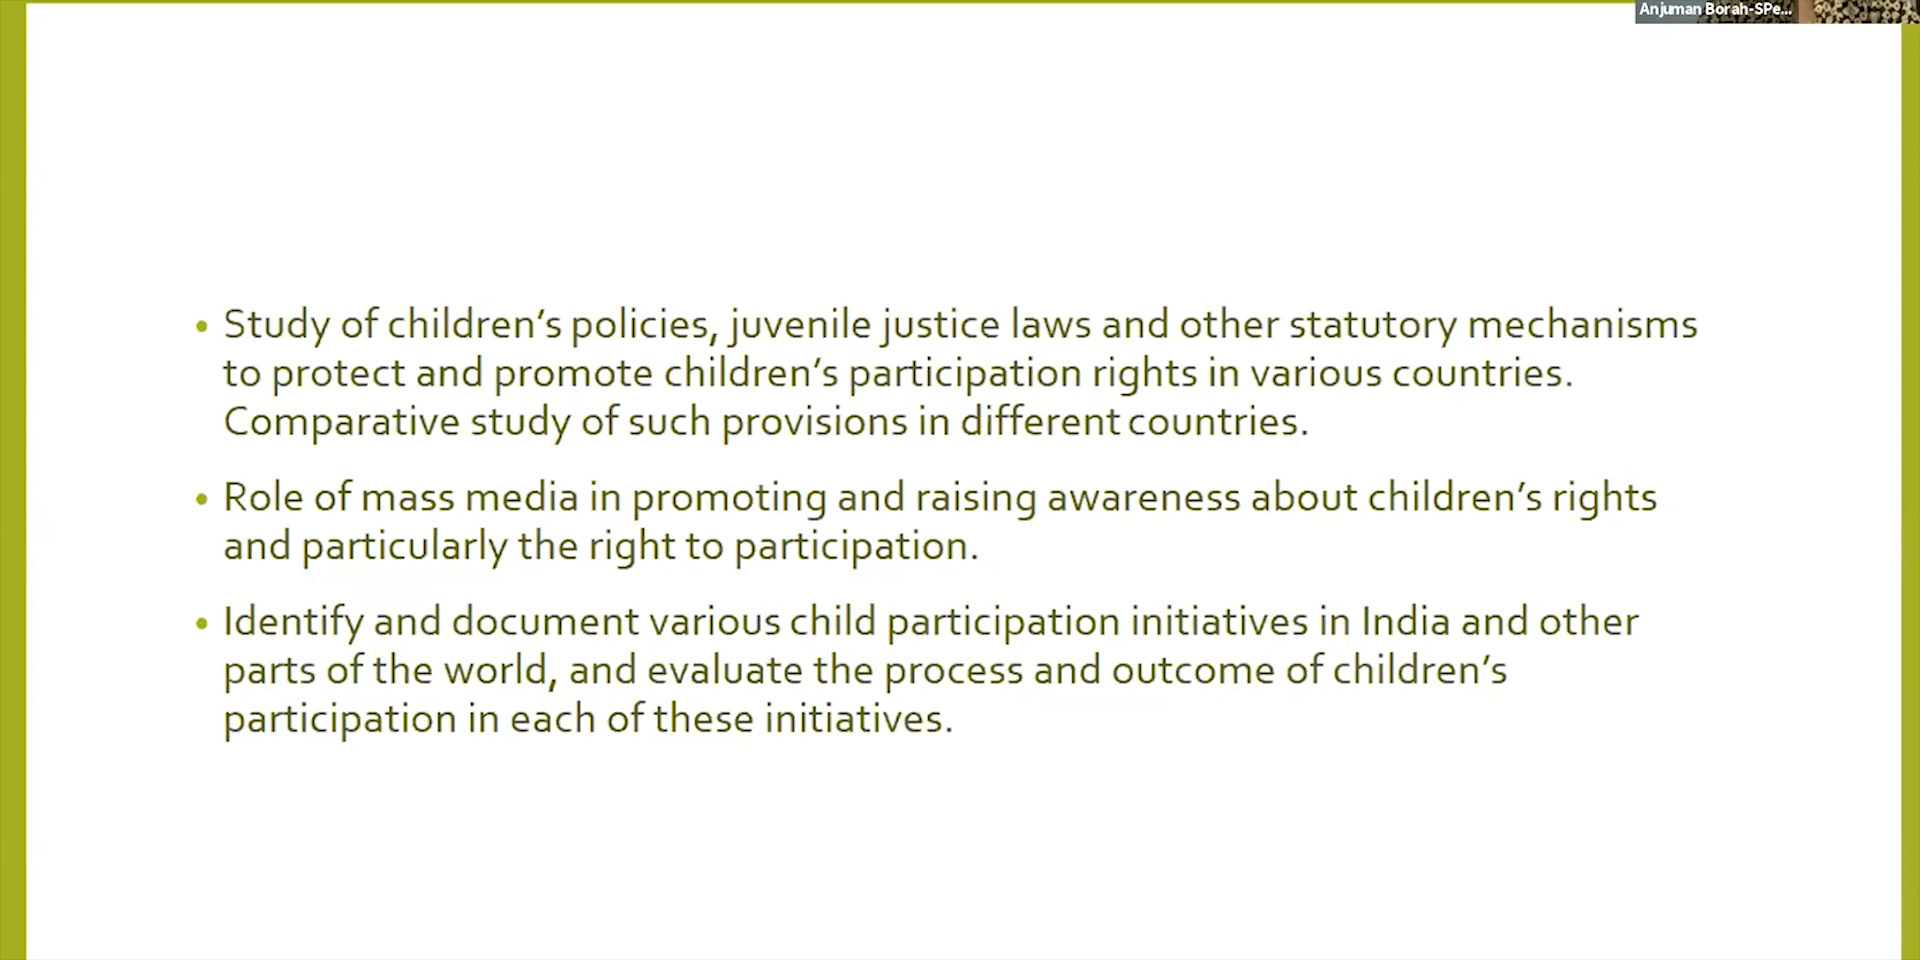 Anjuman Borah-SPe...
• Study of children’s policies, juvenile justice laws and other statutory mechanisms
to protect and promote children’s participation rights in various countries.
Comparative study of such provisions in different countries.
• Role of mass media in promoting and raising awareness about children’s rights
and particularly the right to participation.
• Identify and document various child participation initiatives in India and other
parts of the world, and evaluate the process and outcome of children’s
participation in each of these initiatives.